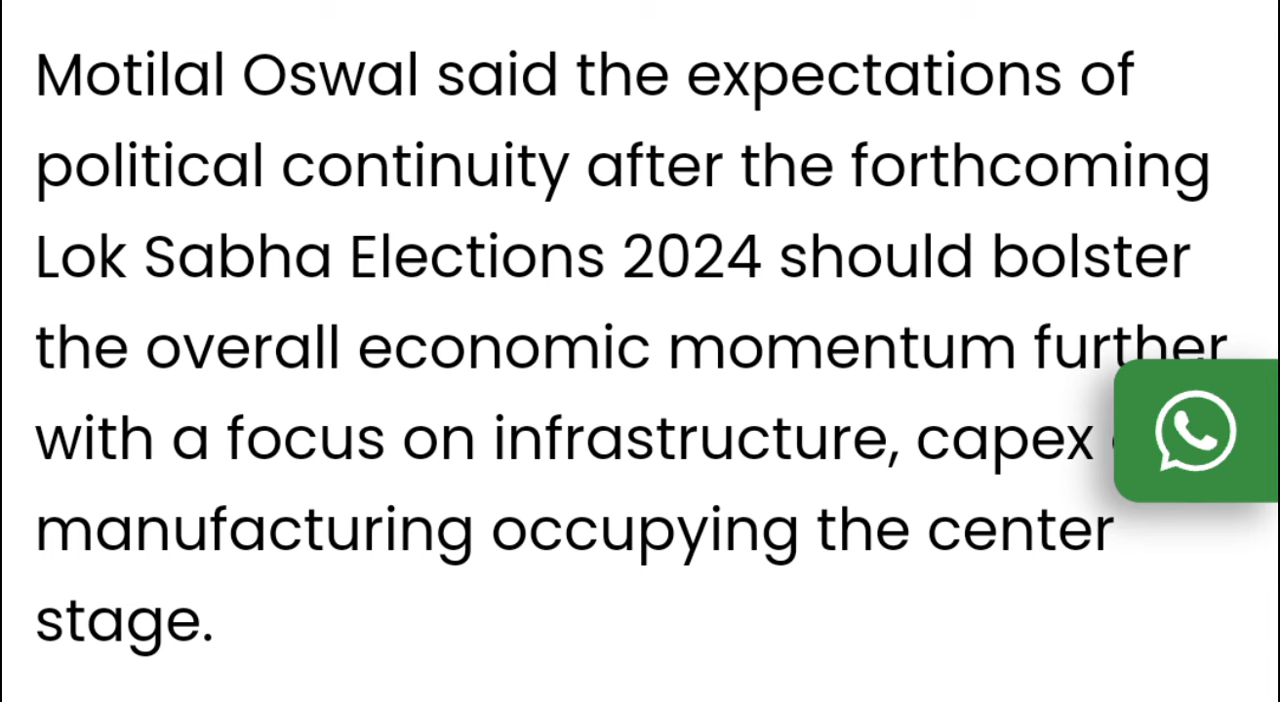 Motilal Oswal said the expectations of
political continuity after the forthcoming
Lok Sabha Elections 2024 should bolster
the overall economic momentum further
with a focus on infrastructure, capex
manufacturing occupying the center
stage.